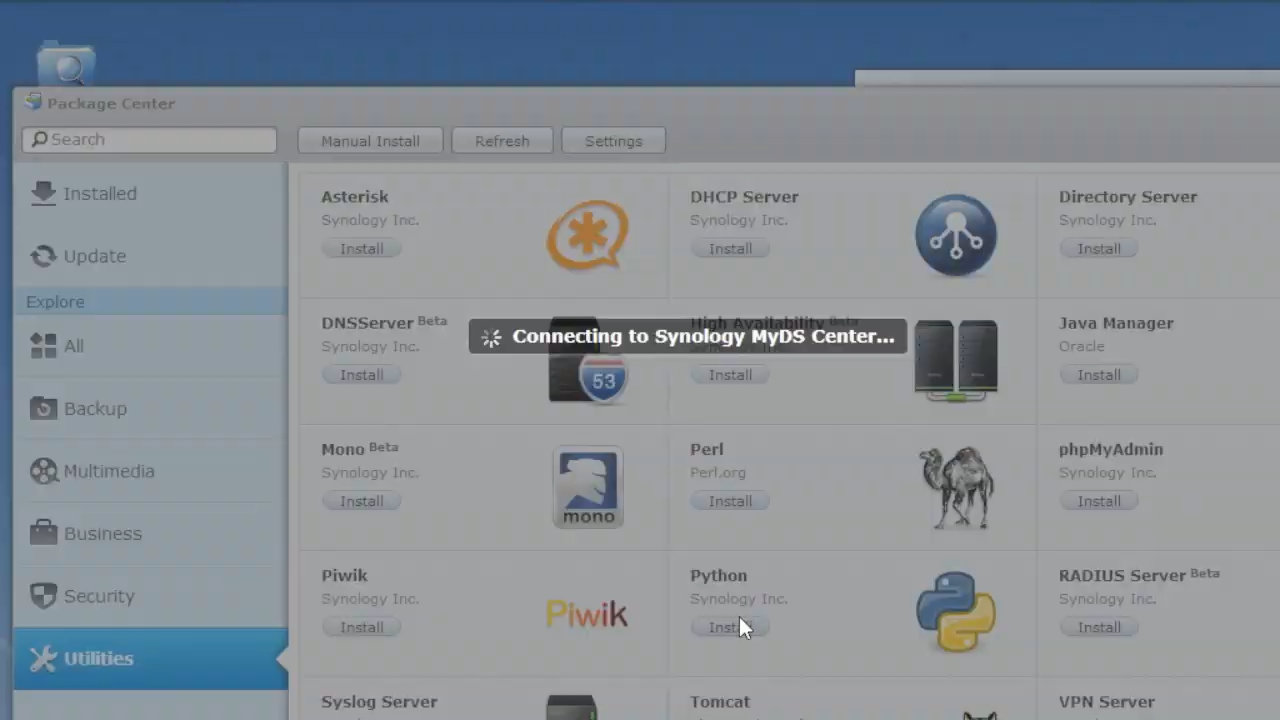 Package Center
Search
Manual Install
Refresh
Settings
Installed
Update
Explore
All
Backup
Multimedia
Business
Security
Utilities
Asterisk
Synology Inc.
Install
DHCP Server
Synology Inc.
Install
Directory Server
Synology Inc.
Install
DNSServer Beta
Synology Inc.
Install
53
High Availability Beta
Install
Connecting to Synology MyDS Center...
Java Manager
Oracle
Install
Mono Beta
Synology Inc.
Install
mono
Perl
Perl.org
Install
phpMyAdmin
Synology Inc.
Install
Piwik
Synology Inc.
Install
Piwik
Python
Synology Inc.
Install
RADIUS Server Beta
Synology Inc.
Install
Syslog Server
Tomcat
VPN Server